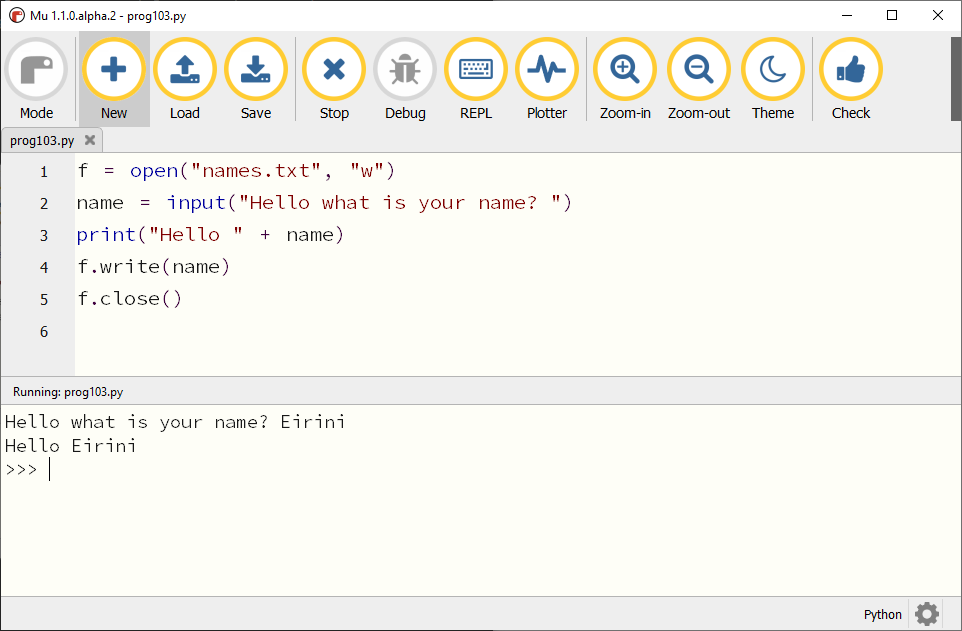 Mu 1.1.0.alpha.2 - prog103.py
Mode New Load Save Stop Debug REPL Plotter Zoom-in Zoom-out Theme Check
prog103.py
1 f = open("names.txt", "w")
2 name = input("Hello what is your name? ")
3 print("Hello " + name)
4 f.write(name)
5 f.close()
6
Running: prog103.py
Hello what is your name? Eirini
Hello Eirini
>>>
Python